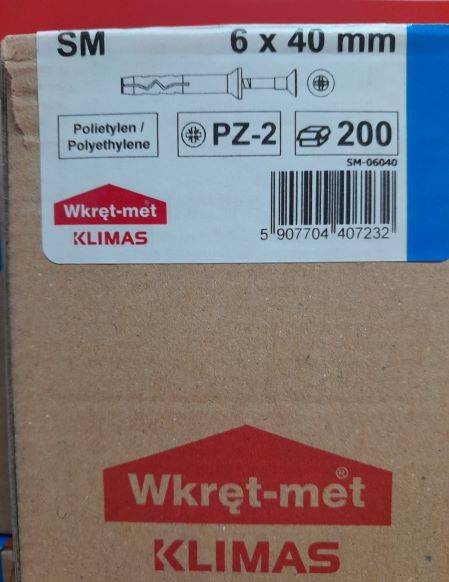 SM 6 x 40 mm
Polietylen /
Polyethylene
PZ-2
200
SM-06040
Wkręt-met
KLIMAS
5 907704 407232
Wkręt-met®
KLIMAS